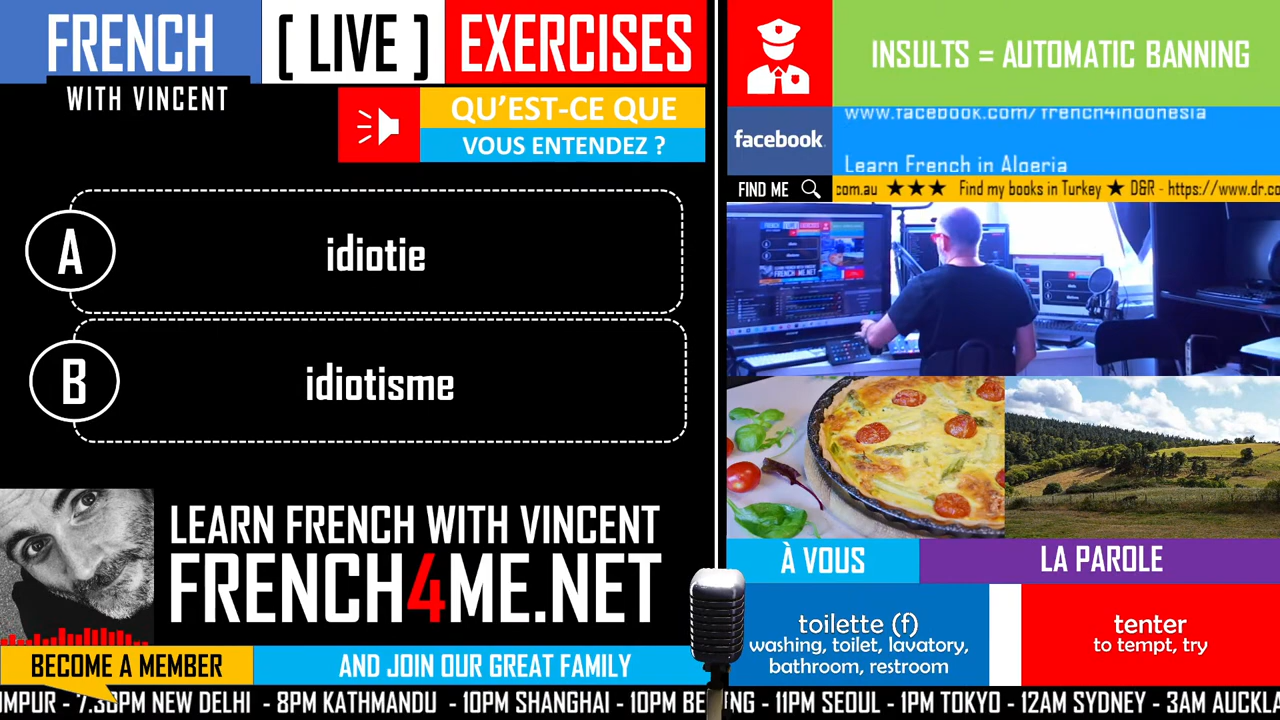 FRENCH
WITH VINCENT
[ LIVE ]
EXERCISES
QU'EST-CE QUE
VOUS ENTENDEZ ?
A
idiotie
B
idiotisme
LEARN FRENCH WITH VINCENT
FRENCH4ME.NET
BECOME A MEMBER
AND JOIN OUR GREAT FAMILY
INSULTS = AUTOMATIC BANNING
facebook
www.facebook.com/french4indonesia
Learn French in Algeria
FIND ME
com.au ★★★ Find my books in Turkey ★ D&R - https://www.dr.co
À VOUS
LA PAROLE
toilette (f)
washing, toilet, lavatory,
bathroom, restroom
tenter
to tempt, try
UMPUR - 7.30PM NEW DELHI - 8PM KATHMANDU - 10PM SHANGHAI - 10PM BE NG - 11PM SEOUL - 1PM TOKYO - 12AM SYDNEY - 3AM AUCKLA